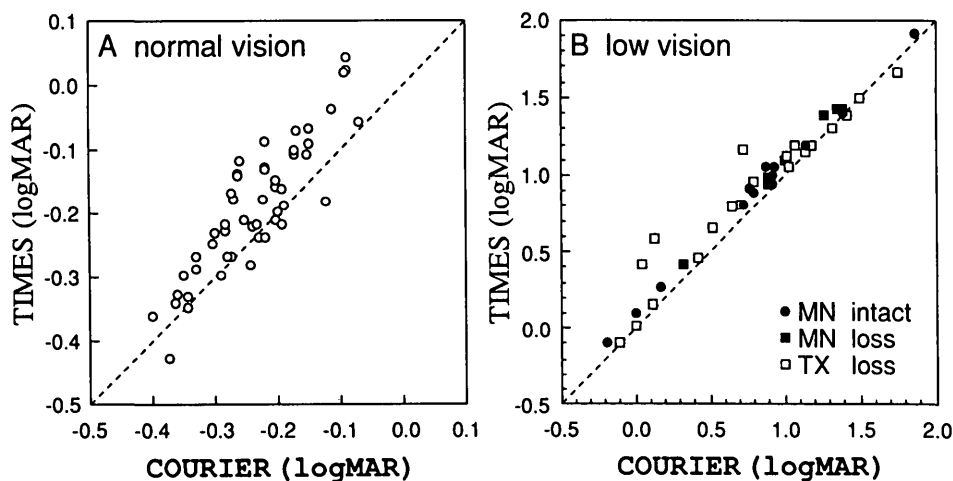 A normal vision
B low vision
TIMES (logMAR)
0.1
0.0
-0.1
-0.2
-0.3
-0.4
-0.5
-0.5 -0.4 -0.3 -0.2 -0.1 0.0 0.1
COURIER (logMAR)
TIMES (logMAR)
2.0
1.5
1.0
0.5
0.0
-0.5
MN intact
MN loss
TX loss
-0.5 0.0 0.5 1.0 1.5 2.0
COURIER (logMAR)